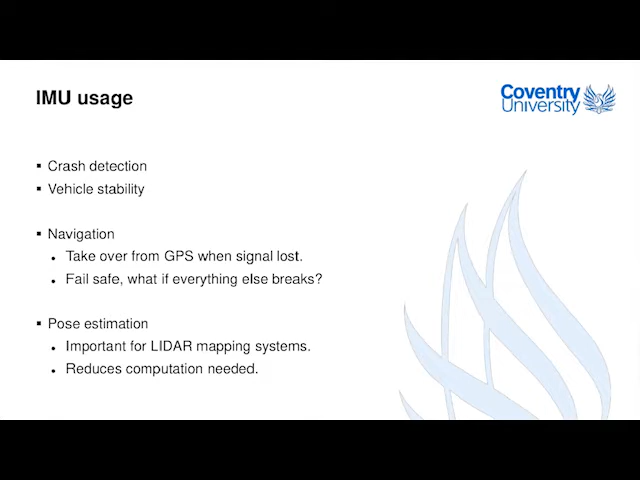 IMU usage
Coventry
University
▪ Crash detection
▪ Vehicle stability
▪ Navigation
• Take over from GPS when signal lost.
• Fail safe, what if everything else breaks?
▪ Pose estimation
• Important for LIDAR mapping systems.
• Reduces computation needed.